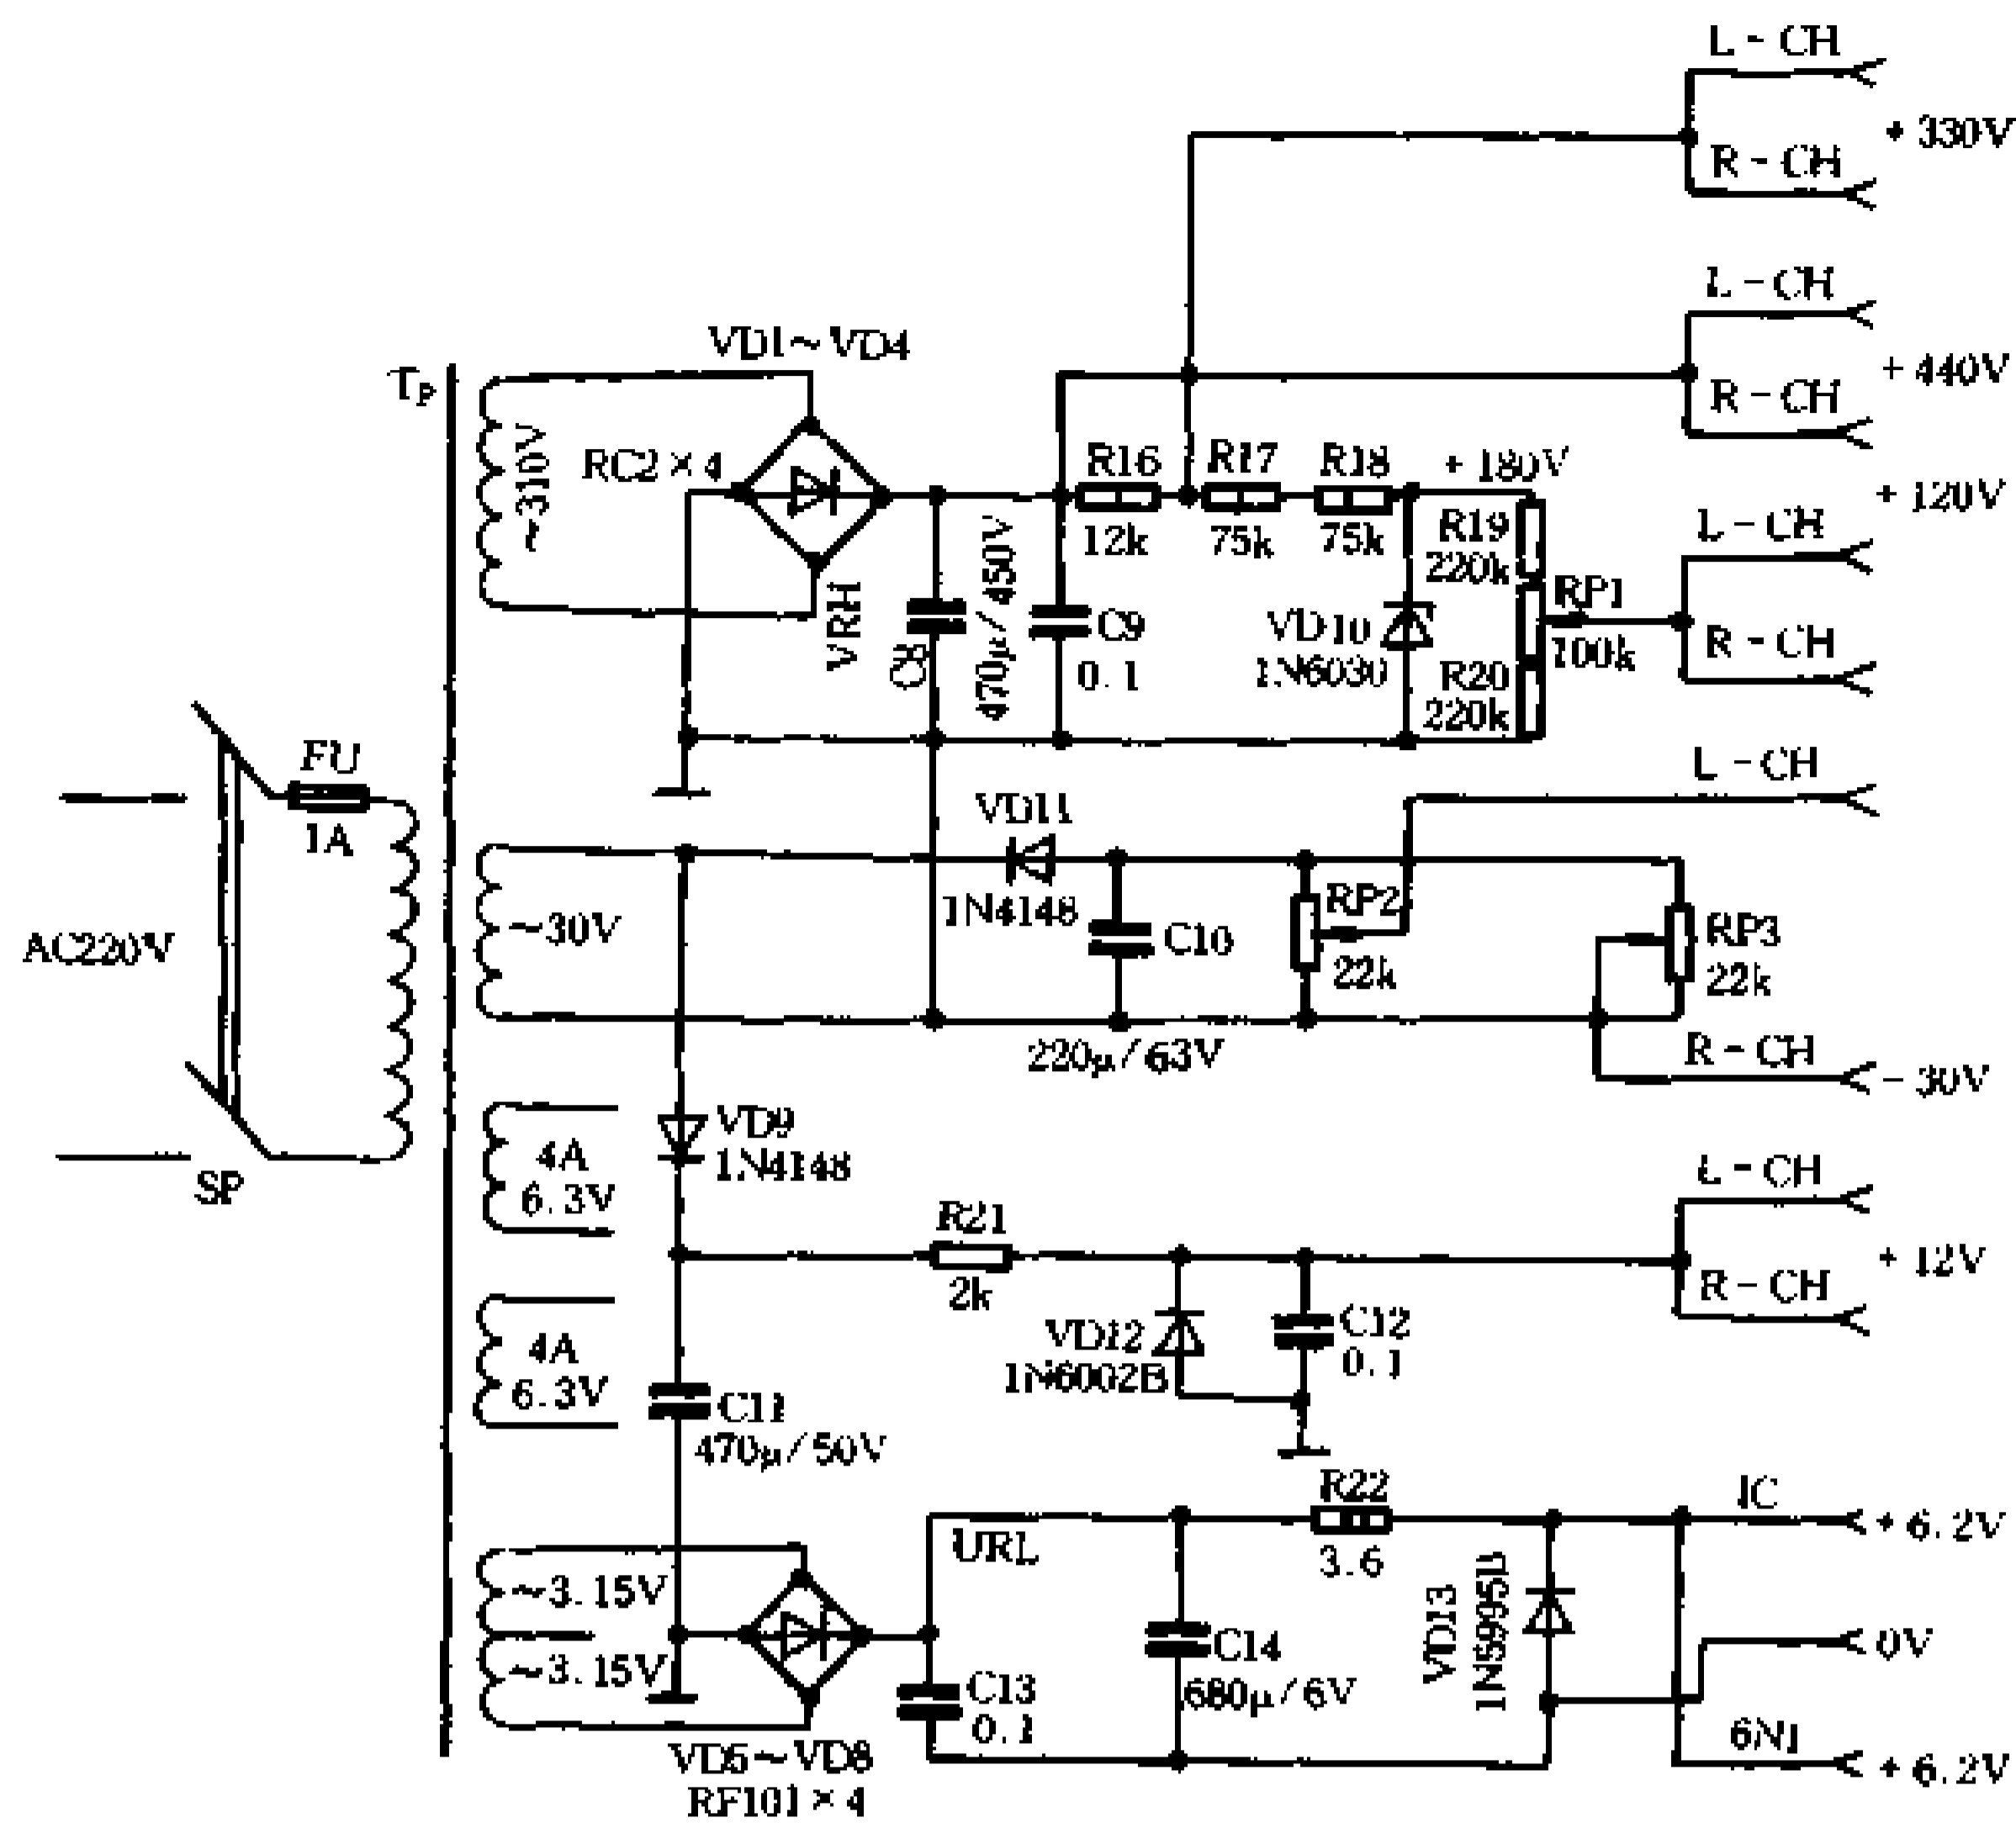 L-CH
+330V
R-CH
L-CH
VD1~VD4
+440V
TP
R-CH
~310V
RC2×4
R16
R17
R18
+180V
+120V
12k
75k
75k
R19
220k
L-CH
VRH
C8
470μ/450V
C9
0.1
VD10
1N6030
RP1
100k
R-CH
R20
220k
FU
1A
L-CH
VD11
1N4148
~30V
RP2
22k
C10
RP3
22k
AC220V
220μ/63V
R-CH
-30V
VD9
1N4148
4A
6.3V
SP
L-CH
R21
2k
+12V
R-CH
4A
6.3V
VD12
1N6002B
C12
0.1
C11
470μ/50V
R22
3.6
IC
+6.2V
URL
~3.15V
~3.15V
VD13
1N5995B
C14
680μ/6V
0V
C13
0.1
6N1
+6.2V
VD5~VD8
RF101×4